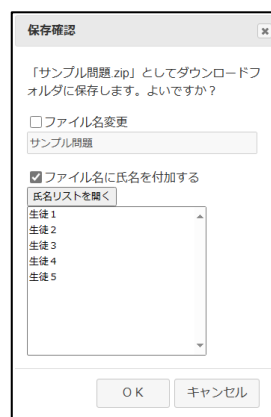 保存確認
「サンプル問題.zip」としてダウンロードフ
ォルダに保存します。よいですか？
ファイル名変更
サンプル問題
ファイル名に氏名を付加する
氏名リストを開く
生徒１
生徒２
生徒３
生徒４
生徒５
ＯＫ
キャンセル